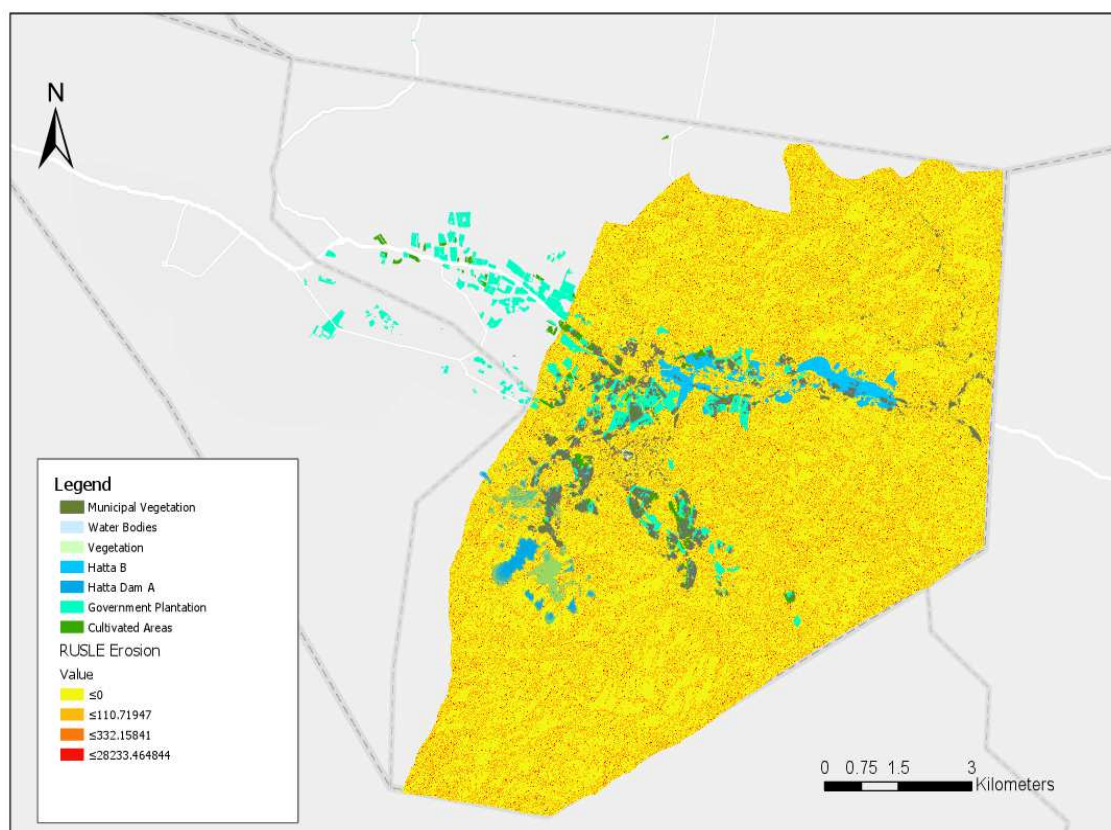 N
Legend
Municipal Vegetation
Water Bodies
Vegetation
Hatta B
Hatta Dam A
Government Plantation
Cultivated Areas
RUSLE Erosion
Value
≤0
≤110.71947
≤332.15841
≤28233.464844
0 0.75 1.5 3
Kilometers